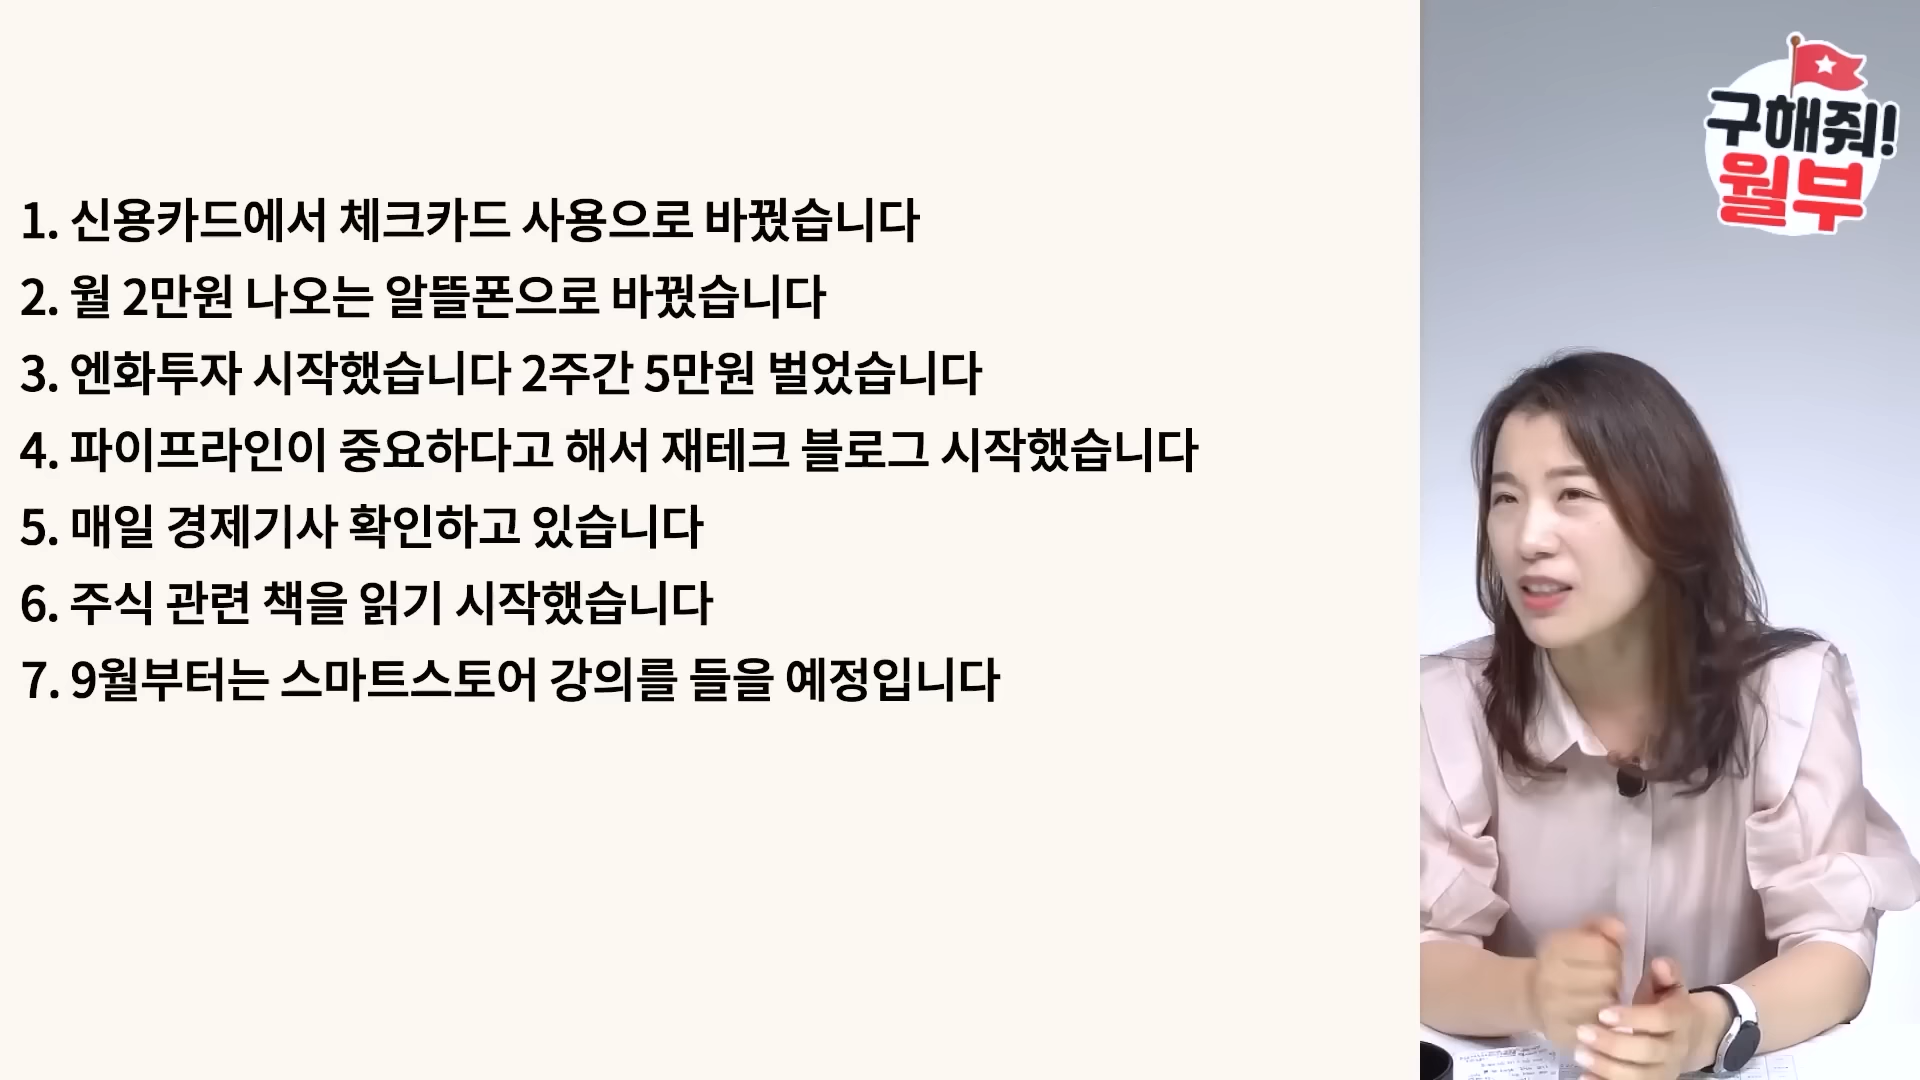 1. 신용카드에서 체크카드 사용으로 바꿨습니다
2. 월 2만원 나오는 알뜰폰으로 바꿨습니다
3. 엔화투자 시작했습니다 2주간 5만원 벌었습니다
4. 파이프라인이 중요하다고 해서 재테크 블로그 시작했습니다
5. 매일 경제기사 확인하고 있습니다
6. 주식 관련 책을 읽기 시작했습니다
7. 9월부터는 스마트스토어 강의를 들을 예정입니다
구해줘!
월부